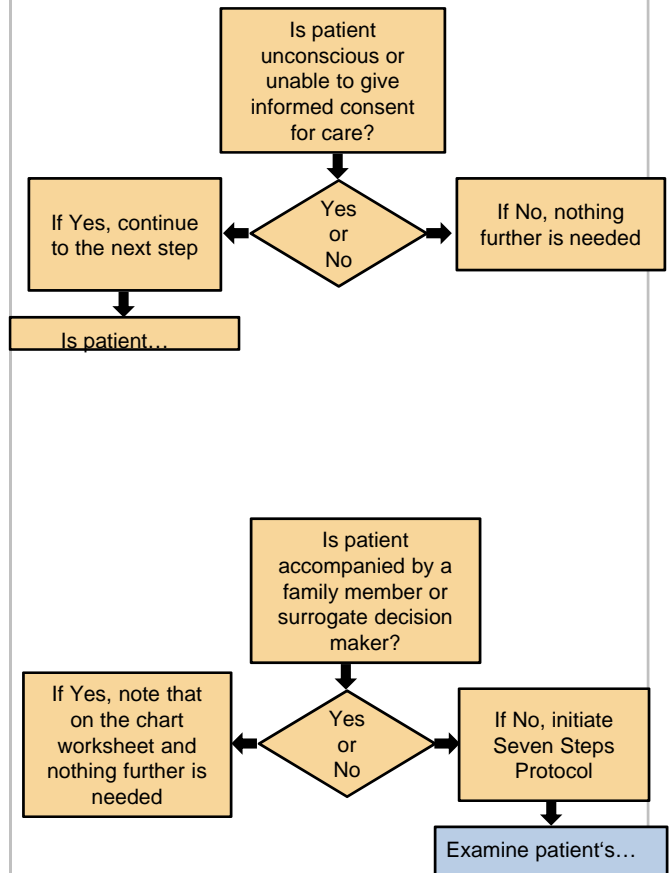 Is patient
unconscious or
unable to give
informed consent
for care?
If Yes, continue
to the next step
Yes
or
No
If No, nothing
further is needed
Is patient…
Is patient
accompanied by a
family member or
surrogate decision
maker?
If Yes, note that
on the chart
worksheet and
nothing further is
needed
Yes
or
No
If No, initiate
Seven Steps
Protocol
Examine patient‘s…